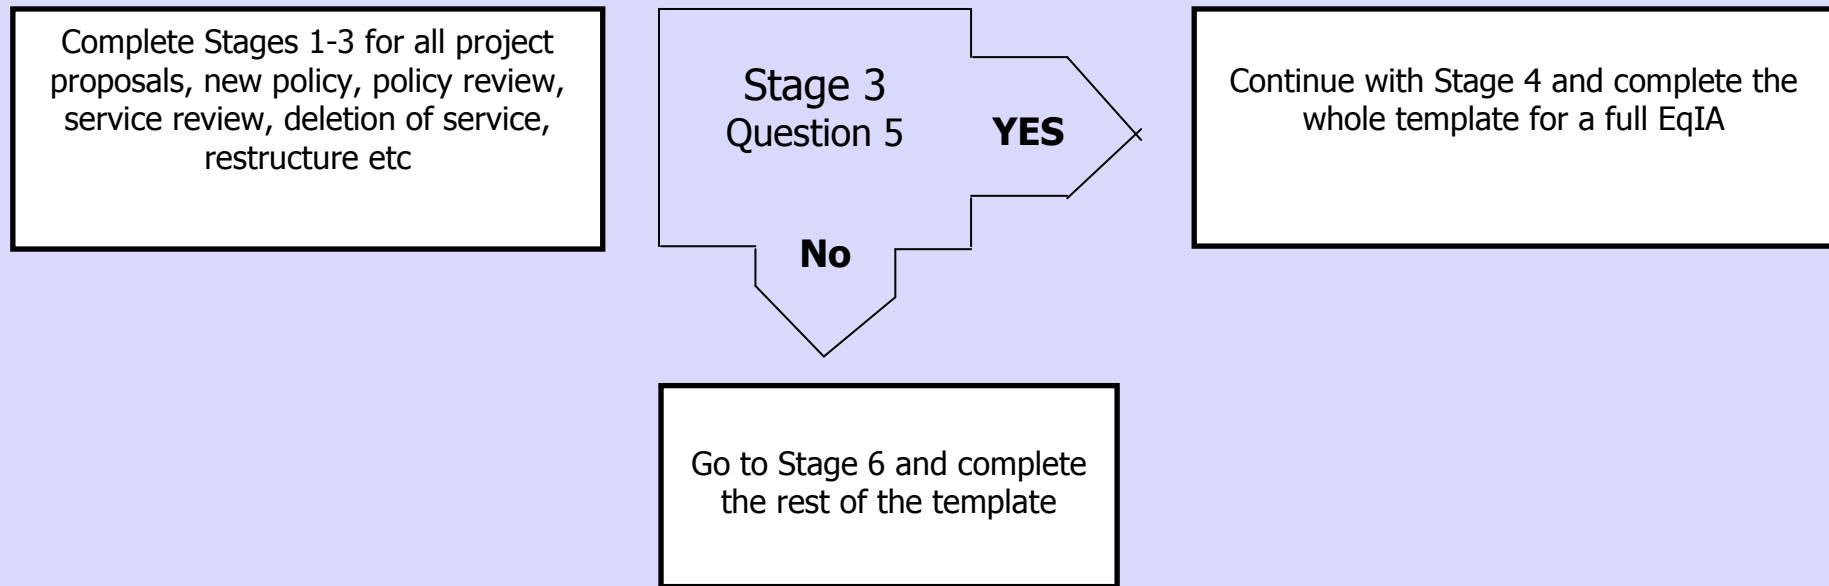 Complete Stages 1-3 for all project
proposals, new policy, policy review,
service review, deletion of service,
restructure etc
Stage 3
Question 5
YES
No
Continue with Stage 4 and complete the
whole template for a full EqIA
Go to Stage 6 and complete
the rest of the template